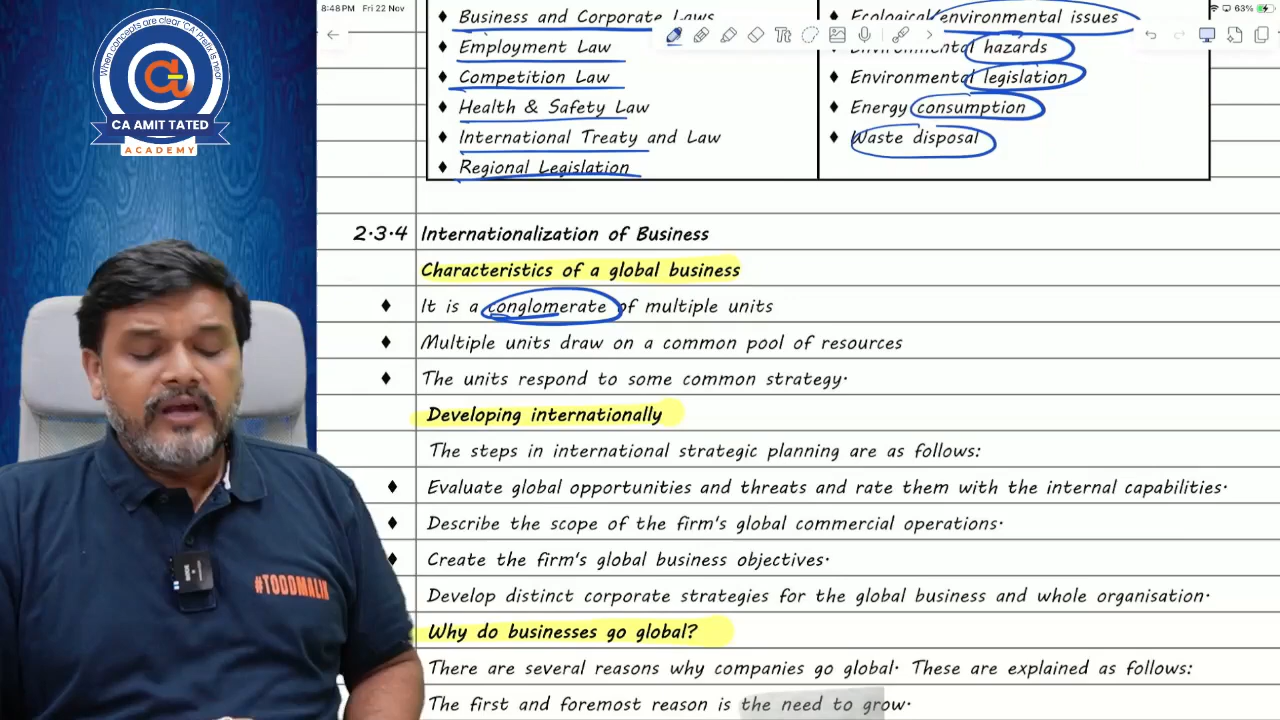 8:48PM Fri 22 Nov
63%
When concepts are clear 'CA' Prefix is near
CA AMIT TATED
ACADEMY
♦ Business and Corporate Laws
♦ Employment Law
♦ Competition Law
♦ Health & Safety Law
♦ International Treaty and Law
♦ Regional Legislation
♦ Ecological/environmental issues
♦ Environmental hazards
♦ Environmental legislation
♦ Energy consumption
♦ Waste disposal
2.3.4 Internationalization of Business
Characteristics of a global business
♦ It is a conglomerate of multiple units
♦ Multiple units draw on a common pool of resources
♦ The units respond to some common strategy.
Developing internationally
The steps in international strategic planning are as follows:
♦ Evaluate global opportunities and threats and rate them with the internal capabilities.
♦ Describe the scope of the firm's global commercial operations.
♦ Create the firm's global business objectives.
Develop distinct corporate strategies for the global business and whole organisation.
Why do businesses go global?
There are several reasons why companies go global. These are explained as follows:
The first and foremost reason is the need to grow.
#TODDMALIK